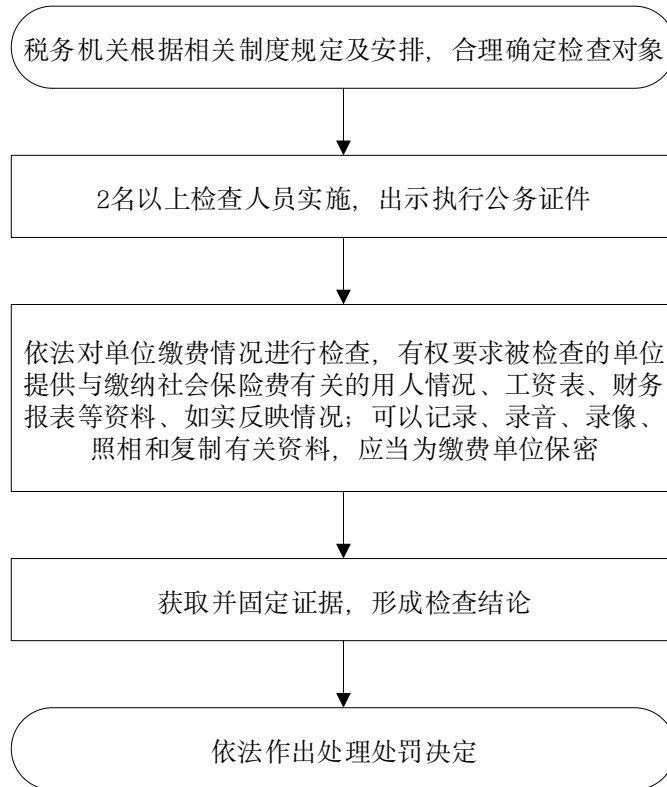 税务机关根据相关制度规定及安排，合理确定检查对象
2名以上检查人员实施，出示执行公务证件
依法对单位缴费情况进行检查，有权要求被检查的单位
提供与缴纳社会保险费有关的用人情况、工资表、财务
报表等资料、如实反映情况；可以记录、录音、录像、
照相和复制有关资料，应当为缴费单位保密
获取并固定证据，形成检查结论
依法作出处理处罚决定